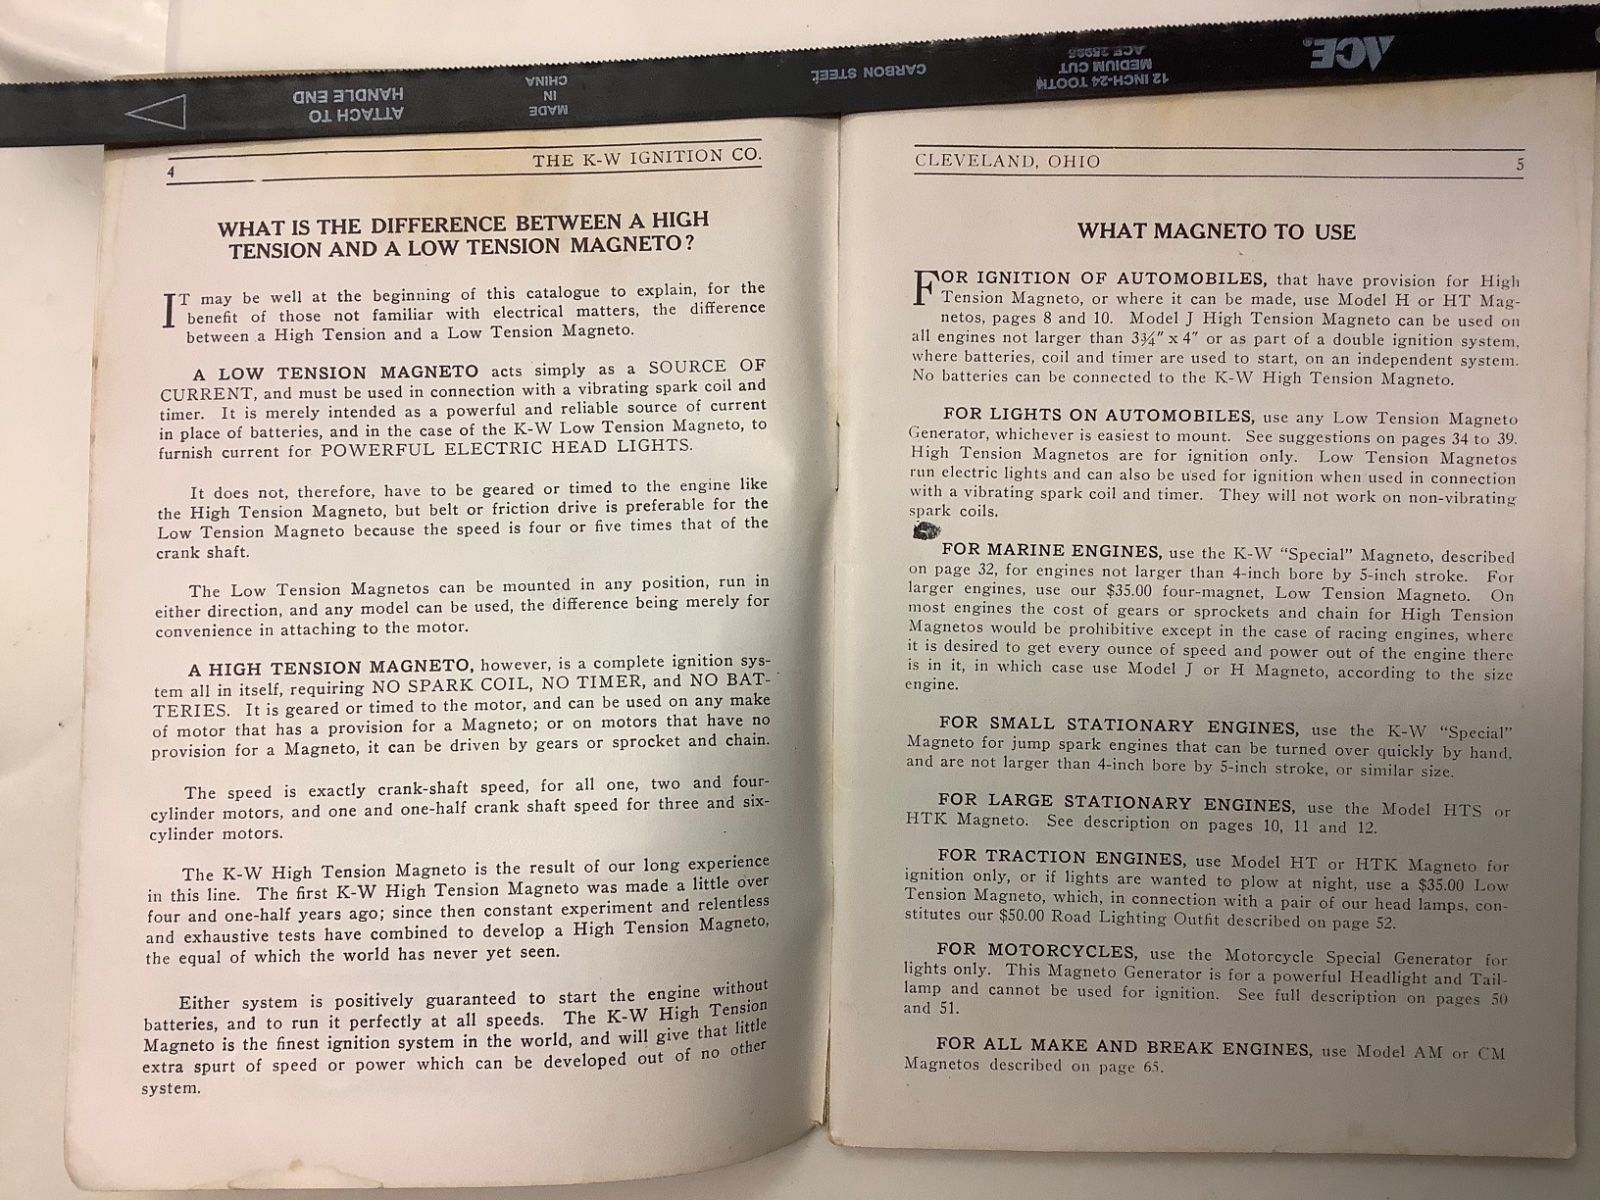 ACE®
12 INCH-24 TOOTH
MEDIUM CUT
ACE 25995
CARBON STEEL
MADE
IN
CHINA
ATTACH TO
HANDLE END
4
THE K-W IGNITION CO.
WHAT IS THE DIFFERENCE BETWEEN A HIGH
TENSION AND A LOW TENSION MAGNETO?
IT may be well at the beginning of this catalogue to explain, for the
benefit of those not familiar with electrical matters, the difference
between a High Tension and a Low Tension Magneto.
A LOW TENSION MAGNETO acts simply as a SOURCE OF
CURRENT, and must be used in connection with a vibrating spark coil and
timer. It is merely intended as a powerful and reliable source of current
in place of batteries, and in the case of the K-W Low Tension Magneto, to
furnish current for POWERFUL ELECTRIC HEAD LIGHTS.
It does not, therefore, have to be geared or timed to the engine like
the High Tension Magneto, but belt or friction drive is preferable for the
Low Tension Magneto because the speed is four or five times that of the
crank shaft.
The Low Tension Magnetos can be mounted in any position, run in
either direction, and any model can be used, the difference being merely for
convenience in attaching to the motor.
A HIGH TENSION MAGNETO, however, is a complete ignition sys-
tem all in itself, requiring NO SPARK COIL, NO TIMER, and NO BAT-
TERIES. It is geared or timed to the motor, and can be used on any make
of motor that has a provision for a Magneto; or on motors that have no
provision for a Magneto, it can be driven by gears or sprocket and chain.
The speed is exactly crank-shaft speed, for all one, two and four-
cylinder motors, and one and one-half crank shaft speed for three and six-
cylinder motors.
The K-W High Tension Magneto is the result of our long experience
in this line. The first K-W High Tension Magneto was made a little over
four and one-half years ago; since then constant experiment and relentless
and exhaustive tests have combined to develop a High Tension Magneto,
the equal of which the world has never yet seen.
Either system is positively guaranteed to start the engine without
batteries, and to run it perfectly at all speeds. The K-W High Tension
Magneto is the finest ignition system in the world, and will give that little
extra spurt of speed or power which can be developed out of no other
system.
CLEVELAND, OHIO
5
WHAT MAGNETO TO USE
FOR IGNITION OF AUTOMOBILES, that have provision for High
Tension Magneto, or where it can be made, use Model H or HT Mag-
netos, pages 8 and 10. Model J High Tension Magneto can be used on
all engines not larger than 3¾″ x 4″ or as part of a double ignition system,
where batteries, coil and timer are used to start, on an independent system.
No batteries can be connected to the K-W High Tension Magneto.
FOR LIGHTS ON AUTOMOBILES, use any Low Tension Magneto
Generator, whichever is easiest to mount. See suggestions on pages 34 to 39.
High Tension Magnetos are for ignition only. Low Tension Magnetos
run electric lights and can also be used for ignition when used in connection
with a vibrating spark coil and timer. They will not work on non-vibrating
spark coils.
FOR MARINE ENGINES, use the K-W “Special” Magneto, described
on page 32, for engines not larger than 4-inch bore by 5-inch stroke. For
larger engines, use our $35.00 four-magnet, Low Tension Magneto. On
most engines the cost of gears or sprockets and chain for High Tension
Magnetos would be prohibitive except in the case of racing engines, where
it is desired to get every ounce of speed and power out of the engine there
is in it, in which case use Model J or H Magneto, according to the size
engine.
FOR SMALL STATIONARY ENGINES, use the K-W “Special”
Magneto for jump spark engines that can be turned over quickly by hand,
and are not larger than 4-inch bore by 5-inch stroke, or similar size.
FOR LARGE STATIONARY ENGINES, use the Model HTS or
HTK Magneto. See description on pages 10, 11 and 12.
FOR TRACTION ENGINES, use Model HT or HTK Magneto for
ignition only, or if lights are wanted to plow at night, use a $35.00 Low
Tension Magneto, which, in connection with a pair of our head lamps, con-
stitutes our $50.00 Road Lighting Outfit described on page 52.
FOR MOTORCYCLES, use the Motorcycle Special Generator for
lights only. This Magneto Generator is for a powerful Headlight and Tail-
lamp and cannot be used for ignition. See full description on pages 50
and 51.
FOR ALL MAKE AND BREAK ENGINES, use Model AM or CM
Magnetos described on page 65.